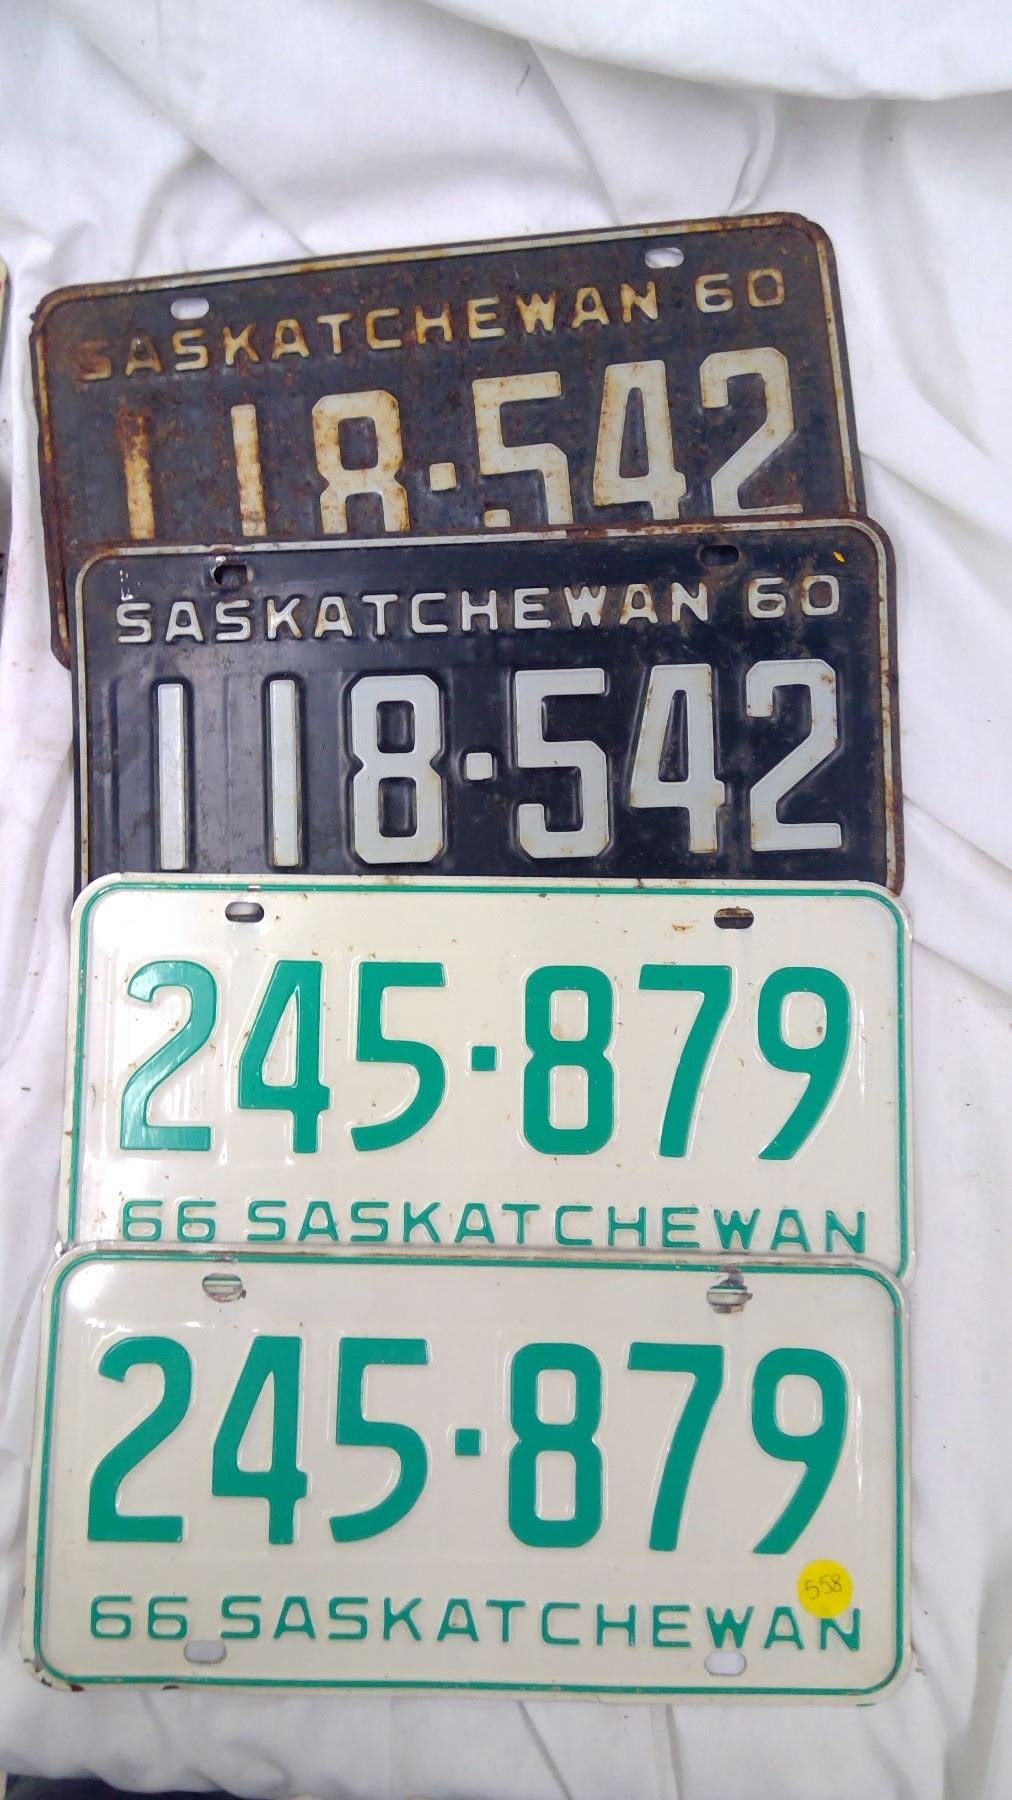 SASKATCHEWAN 60
118·542
SASKATCHEWAN 60
118·542
245·879
66 SASKATCHEWAN
245·879
558
66 SASKATCHEWAN